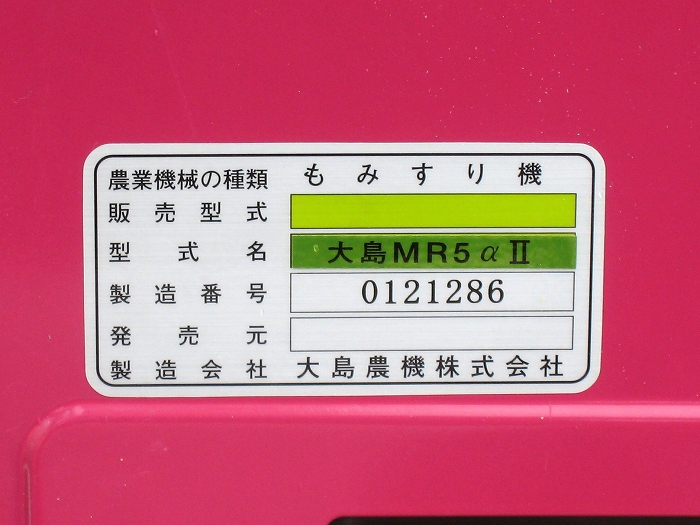 農業機械の種類 もみすり機
販売型式
型式名 大島MR5αⅡ
製造番号 0121286
発売元
製造会社 大島農機株式会社